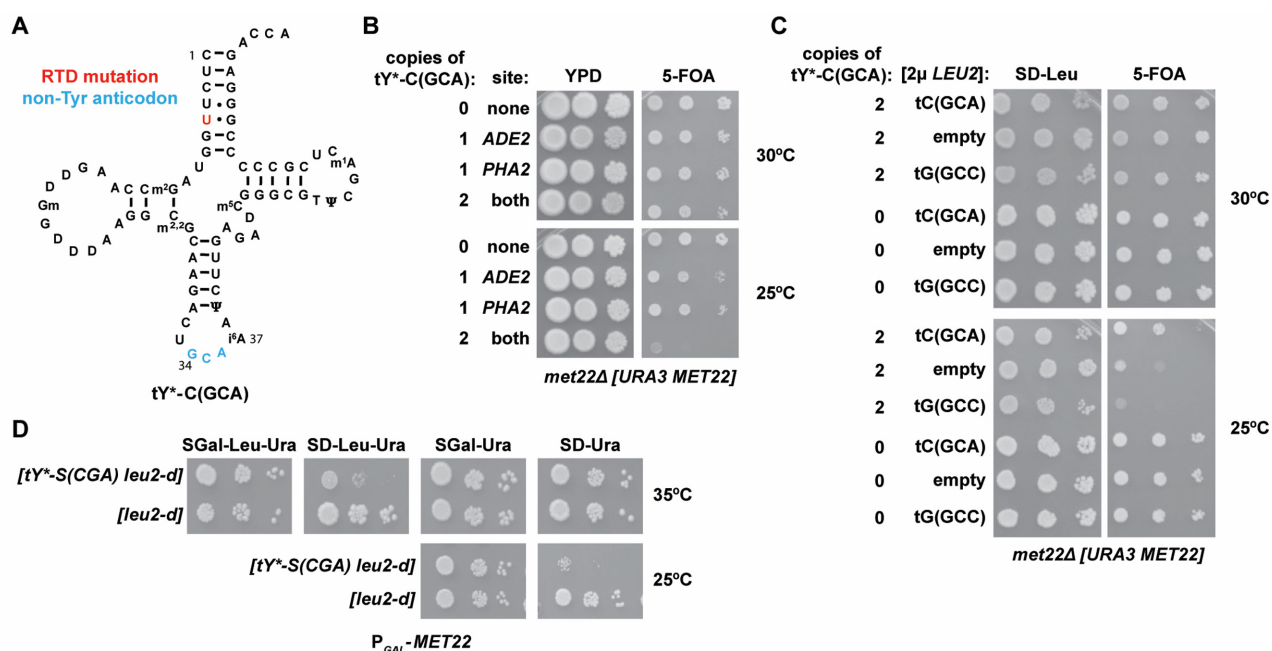 A
RTD mutation
non-Tyr anticodon
A C C A
G
1
C G
U A
C G
U G
C G
U G
U G
G C
G C
U
A
U
G
m²G
C C A A
D
D
G
Gm
G
D
D
D
A
A
G G
m²,²G
C
C C C G C
U
C
m¹A
G
C
Ψ
T
G C G G G
m⁵C
D
A
G
A
C G
A U
A U
G C
A Ψ
C
A
U
i⁶A 37
34
G C A
tY*-C(GCA)
B
copies of
tY*-C(GCA): site: YPD 5-FOA
0 none
1 ADE2
1 PHA2
2 both
30ºC
0 none
1 ADE2
1 PHA2
2 both
25ºC
met22Δ [URA3 MET22]
C
copies of
tY*-C(GCA): [2µ LEU2]: SD-Leu 5-FOA
2 tC(GCA)
2 empty
2 tG(GCC)
0 tC(GCA)
0 empty
0 tG(GCC)
30ºC
2 tC(GCA)
2 empty
2 tG(GCC)
0 tC(GCA)
0 empty
0 tG(GCC)
25ºC
met22Δ [URA3 MET22]
D
SGal-Leu-Ura SD-Leu-Ura SGal-Ura SD-Ura
[tY*-S(CGA) leu2-d]
[leu2-d]
35ºC
[tY*-S(CGA) leu2-d]
[leu2-d]
25ºC
PGAL-MET22